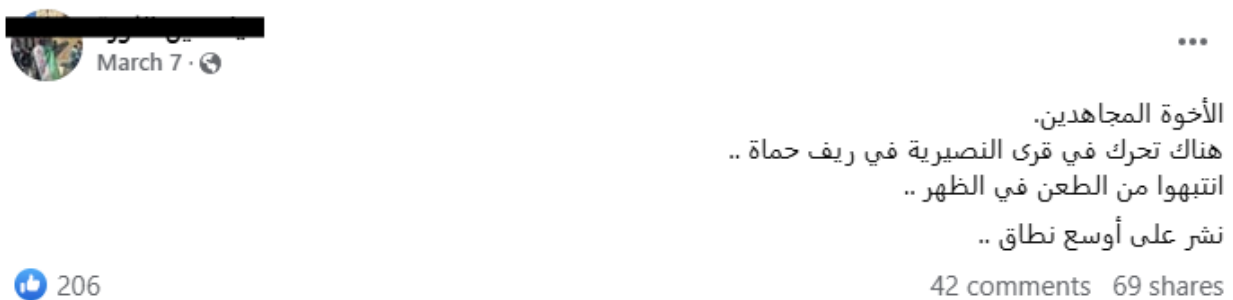 March 7
الأخوة المجاهدين.
هناك تحرك في قرى النصيرية في ريف حماة ..
انتبهوا من الطعن في الظهر ..
نشر على أوسع نطاق ..
206
42 comments 69 shares